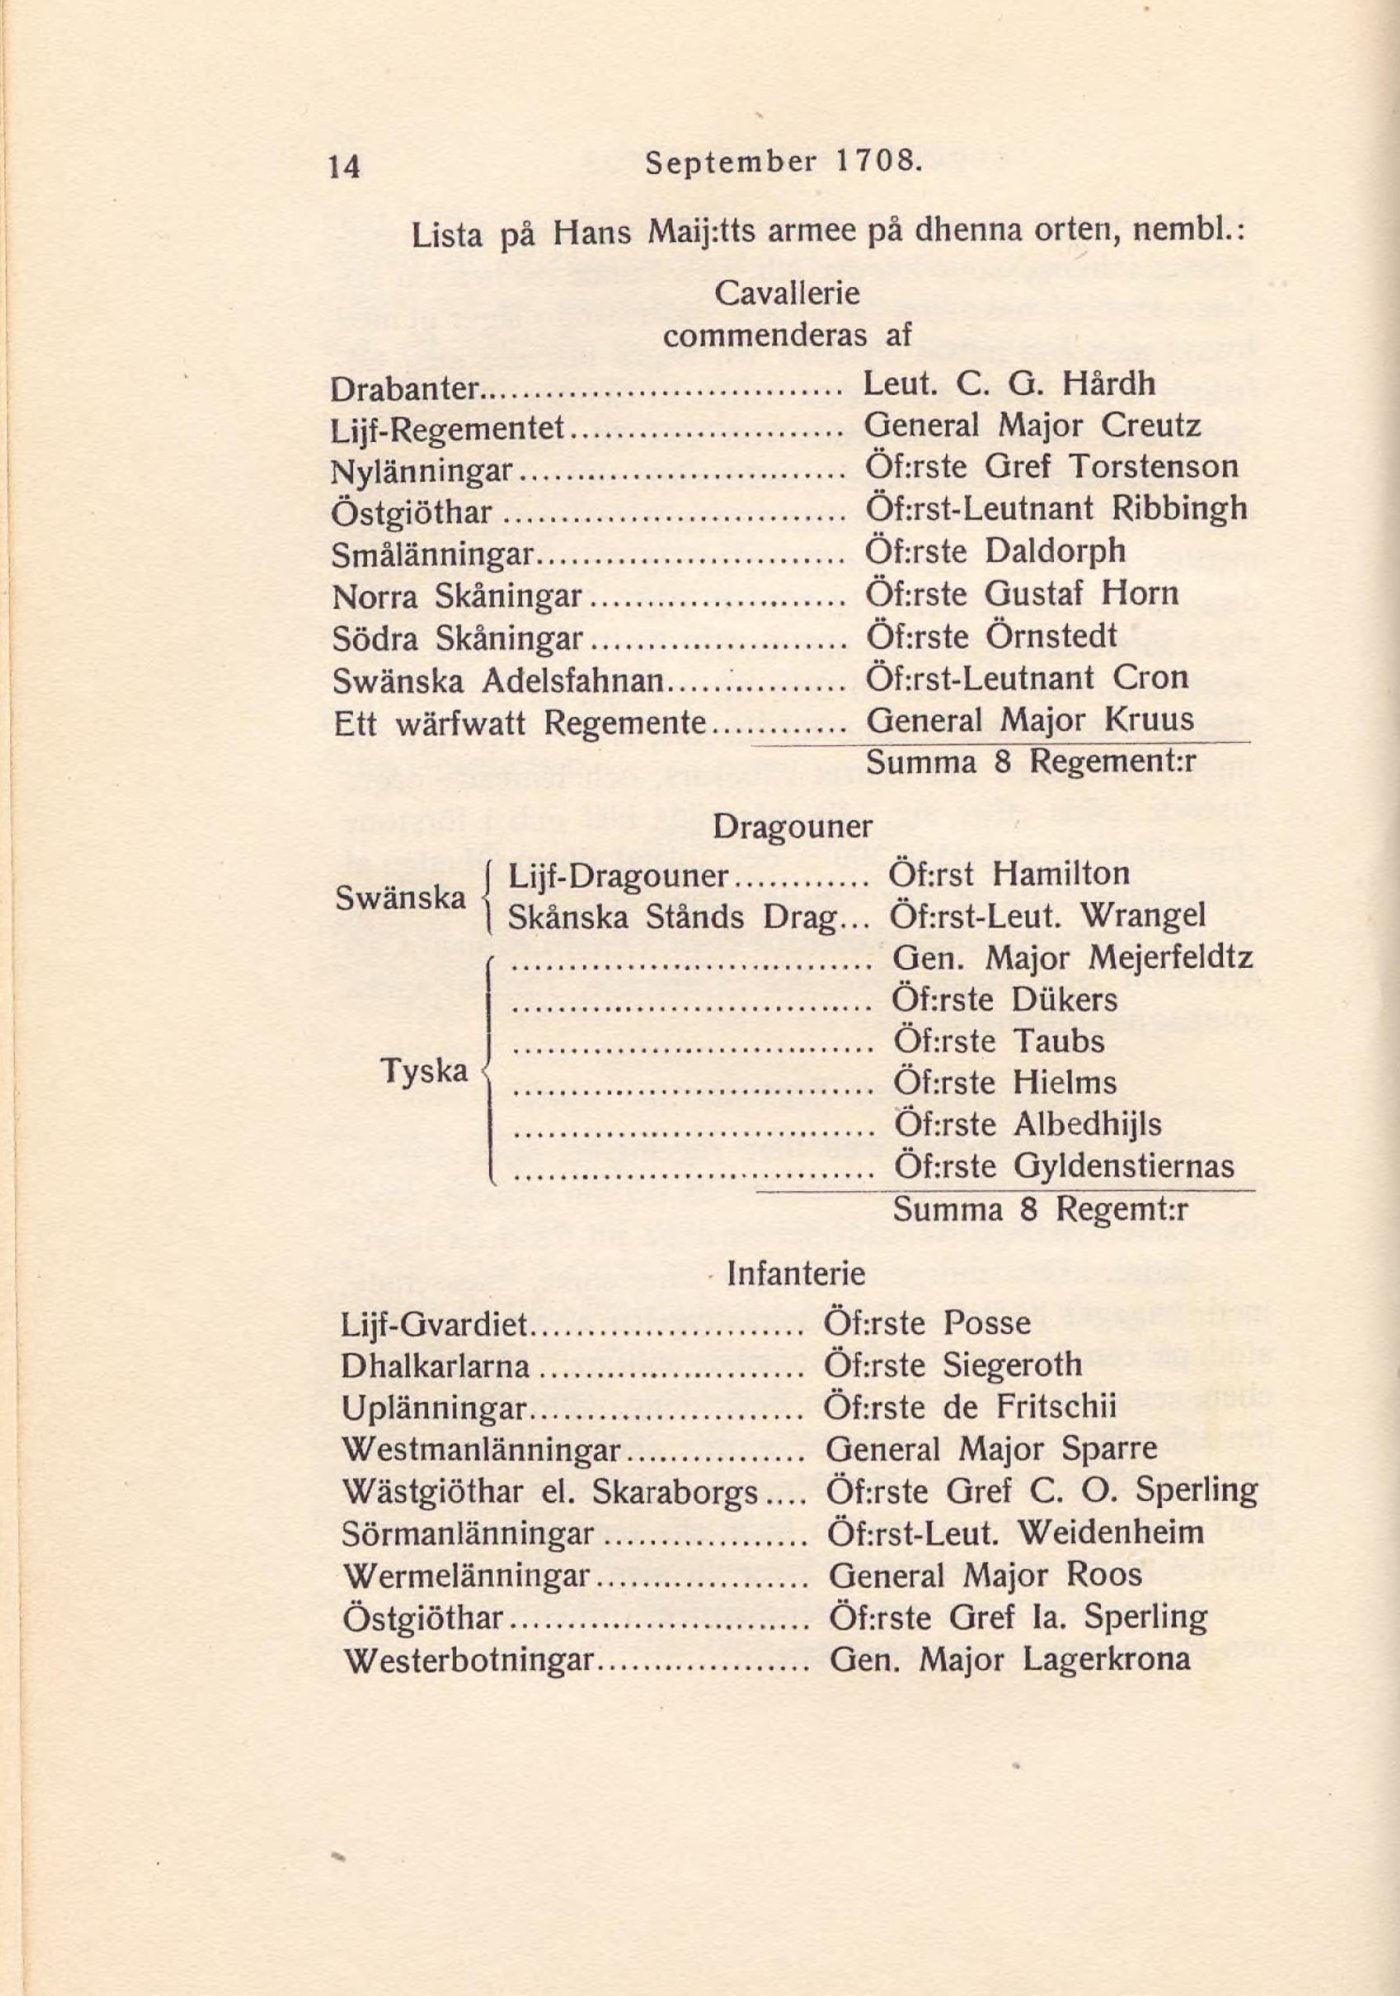 14 September 1708.
Lista på Hans Maij:tts armee på dhenna orten, nembl.:
Cavallerie
commenderas af
Drabanter.............................. Leut. C. G. Hårdh
Lijf-Regementet........................ General Major Creutz
Nylänningar............................ Öf:rste Gref Torstenson
Östgiöthar .............................. Öf:rst-Leutnant Ribbingh
Smålänningar........................... Öf:rste Daldorph
Norra Skåningar...................... Öf:rste Gustaf Horn
Södra Skåningar...................... Öf:rste Örnstedt
Swänska Adelsfahnan............... Öf:rst-Leutnant Cron
Ett wärfwatt Regemente............ General Major Kruus
Summa 8 Regement:r
Dragouner
Swänska { Lijf-Dragouner............ Öf:rst Hamilton
Skånska Stånds Drag... Öf:rst-Leut. Wrangel
Tyska { ............................... Gen. Major Mejerfeldtz
............................... Öf:rste Dükers
............................... Öf:rste Taubs
............................... Öf:rste Hielms
............................... Öf:rste Albedhijls
............................... Öf:rste Gyldenstiernas
Summa 8 Regemt:r
Infanterie
Lijf-Gvardiet........................ Öf:rste Posse
Dhalkarlarna ....................... Öf:rste Siegeroth
Uplänningar........................ Öf:rste de Fritschii
Westmanlänningar................ General Major Sparre
Wästgiöthar el. Skaraborgs.... Öf:rste Gref C. O. Sperling
Sörmanlänningar.................. Öf:rst-Leut. Weidenheim
Wermelänningar................... General Major Roos
Östgiöthar.......................... Öf:rste Gref Ia. Sperling
Westerbotningar................... Gen. Major Lagerkrona